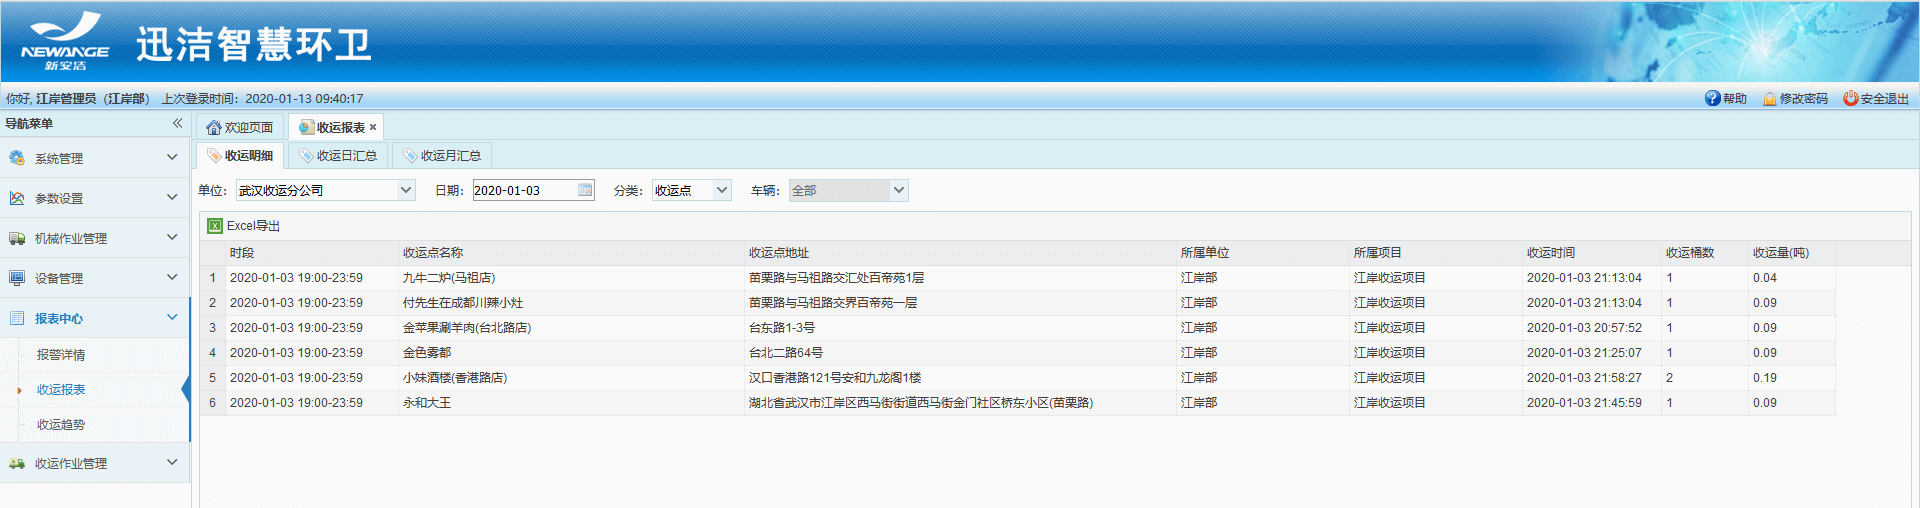 NEWANGE
新安洁
迅洁智慧环卫
你好, 江岸管理员（江岸部） 上次登录时间：2020-01-13 09:40:17
帮助 修改密码 安全退出
导航菜单
系统管理
参数设置
机械作业管理
设备管理
报表中心
报警详情
收运报表
收运趋势
收运作业管理
欢迎页面 收运报表
收运明细 收运日汇总 收运月汇总
单位： 武汉收运分公司 日期： 2020-01-03 分类： 收运点 车辆： 全部
Excel导出
时段 收运点名称 收运点地址 所属单位 所属项目 收运时间 收运桶数 收运量(吨)
1 2020-01-03 19:00-23:59 九牛二炉(马祖店) 苗栗路与马祖路交汇处百帝苑1层 江岸部 江岸收运项目 2020-01-03 21:13:04 1 0.04
2 2020-01-03 19:00-23:59 付先生在成都川辣小灶 苗栗路与马祖路交界百帝苑一层 江岸部 江岸收运项目 2020-01-03 21:13:04 1 0.09
3 2020-01-03 19:00-23:59 金苹果涮羊肉(台北路店) 台东路1-3号 江岸部 江岸收运项目 2020-01-03 20:57:52 1 0.09
4 2020-01-03 19:00-23:59 金色雾都 台北二路64号 江岸部 江岸收运项目 2020-01-03 21:25:07 1 0.09
5 2020-01-03 19:00-23:59 小妹酒楼(香港路店) 汉口香港路121号安和九龙阁1楼 江岸部 江岸收运项目 2020-01-03 21:58:27 2 0.19
6 2020-01-03 19:00-23:59 永和大王 湖北省武汉市江岸区西马街街道西马街金门社区桥东小区(苗栗路) 江岸部 江岸收运项目 2020-01-03 21:45:59 1 0.09